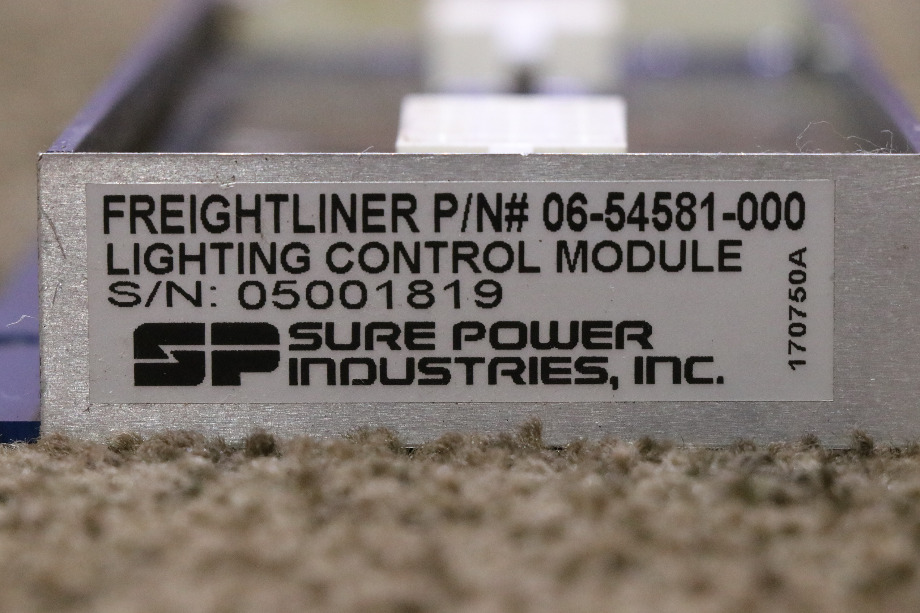 FREIGHTLINER P/N# 06-54581-000
LIGHTING CONTROL MODULE
S/N: 05001819
SP SURE POWER
INDUSTRIES, INC.
170750A